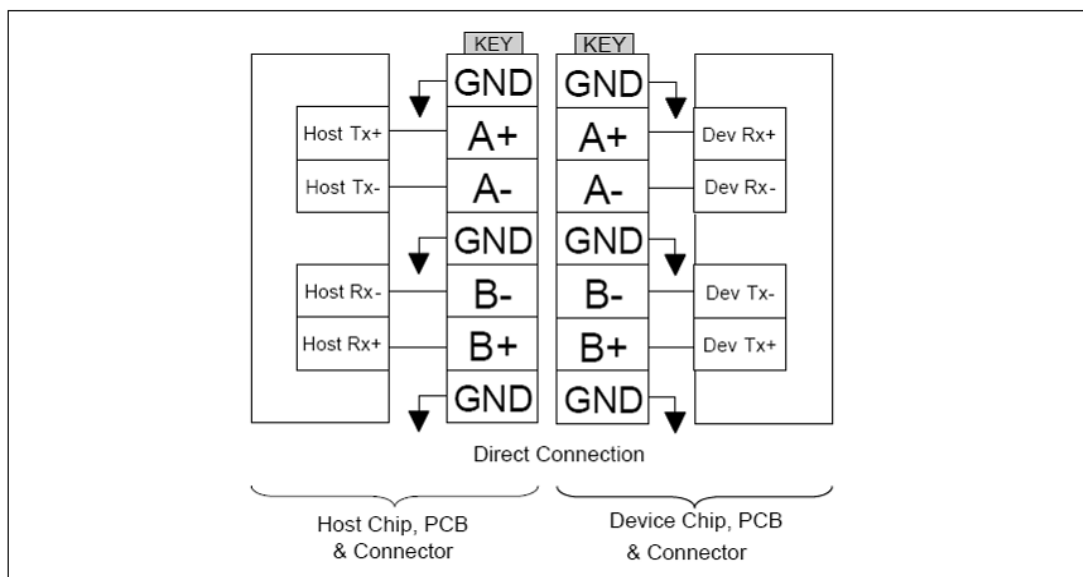 KEY KEY
GND GND
Host Tx+ A+ A+ Dev Rx+
Host Tx- A- A- Dev Rx-
GND GND
Host Rx- B- B- Dev Tx-
Host Rx+ B+ B+ Dev Tx+
GND GND
Direct Connection
Host Chip, PCB
& Connector
Device Chip, PCB
& Connector